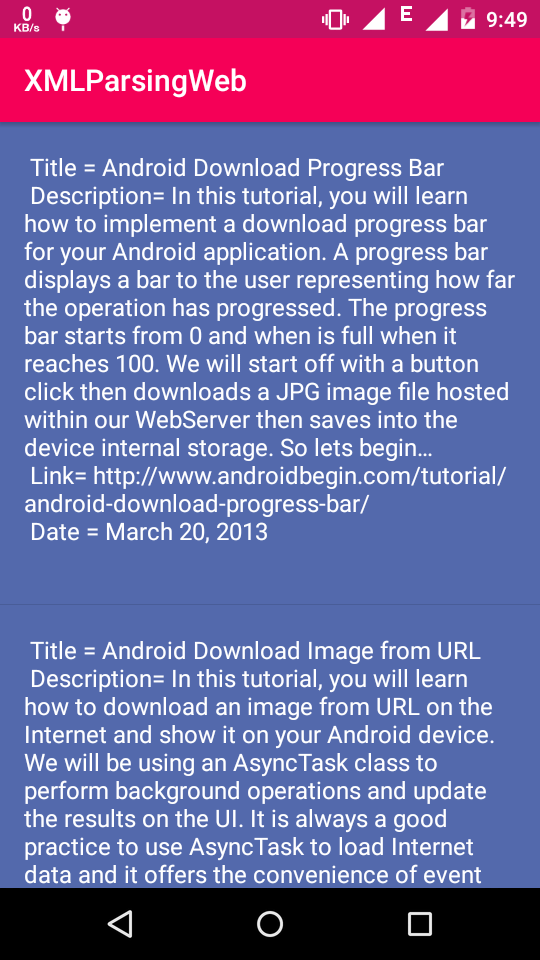 0
KB/s
E
9:49
XMLParsingWeb
Title = Android Download Progress Bar
Description= In this tutorial, you will learn
how to implement a download progress bar
for your Android application. A progress bar
displays a bar to the user representing how far
the operation has progressed. The progress
bar starts from 0 and when is full when it
reaches 100. We will start off with a button
click then downloads a JPG image file hosted
within our WebServer then saves into the
device internal storage. So lets begin…
Link= http://www.androidbegin.com/tutorial/
android-download-progress-bar/
Date = March 20, 2013
Title = Android Download Image from URL
Description= In this tutorial, you will learn
how to download an image from URL on the
Internet and show it on your Android device.
We will be using an AsyncTask class to
perform background operations and update
the results on the UI. It is always a good
practice to use AsyncTask to load Internet
data and it offers the convenience of event